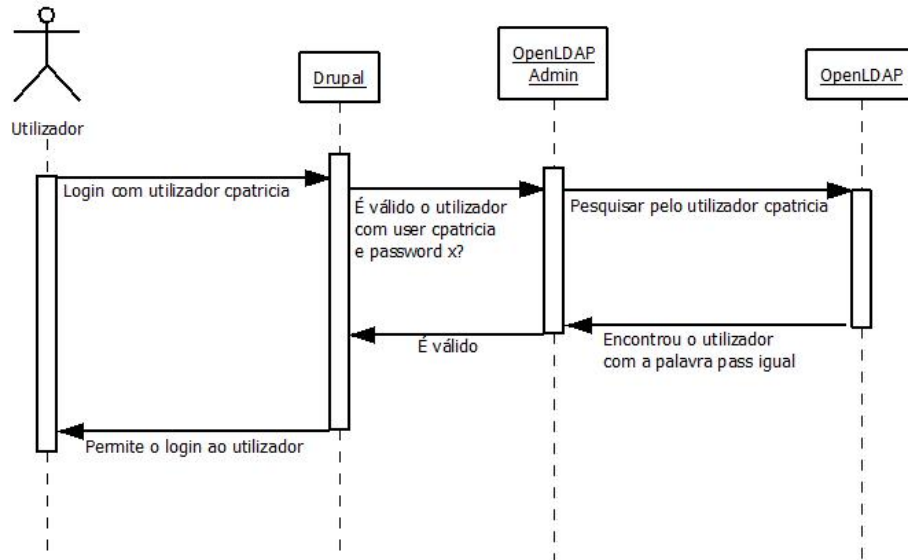 OpenLDAP
Admin
Drupal
OpenLDAP
Utilizador
Login com utilizador cpatricia
É válido o utilizador
com user cpatricia
e password x?
Pesquisar pelo utilizador cpatricia
Encontrou o utilizador
com a palavra pass igual
É válido
Permite o login ao utilizador